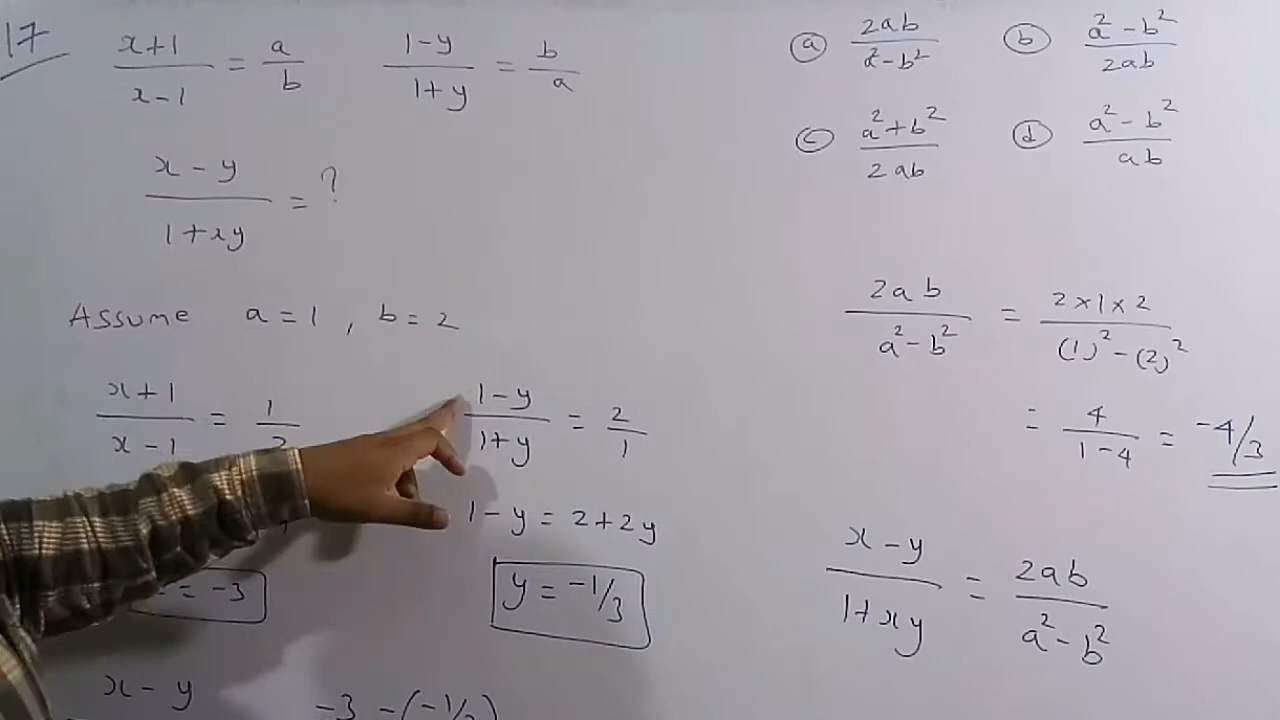 17
x+1/x-1 = a/b    1-y/1+y = b/a
x-y/1+xy = ?
Assume a=1, b=2
x+1/x-1 = 1/2    1-y/1+y = 2/1
1-y = 2+2y
= -3    y = -1/3
x-y    -3-(-1/3)
ⓐ 2ab/a²-b²    ⓑ a²-b²/2ab
ⓒ a²+b²/2ab    ⓓ a²-b²/ab
2ab/a²-b² = 2×1×2/(1)²-(2)²
= 4/1-4 = -4/3
x-y/1+xy = 2ab/a²-b²